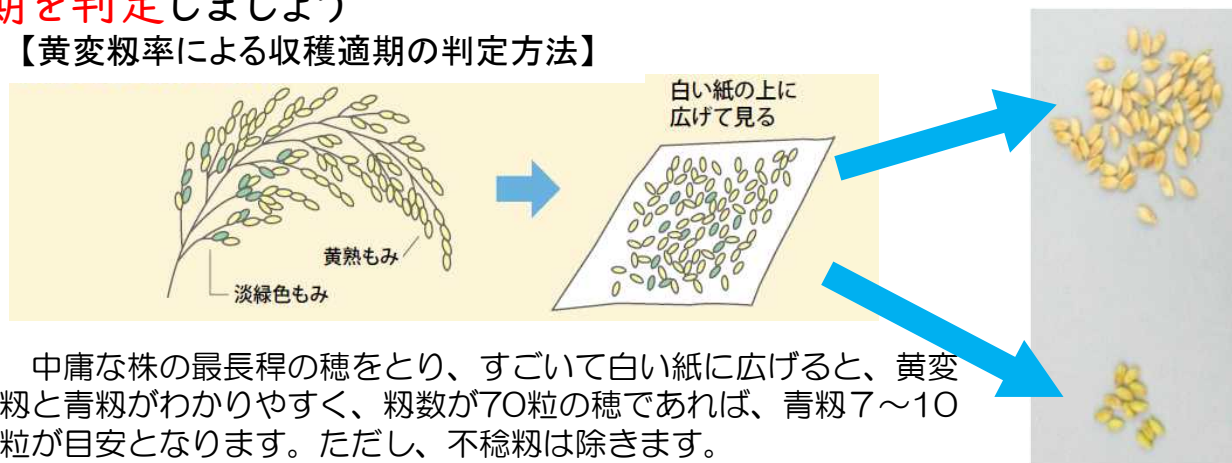 期を判定しましょう
【黄変籾率による収穫適期の判定方法】
白い紙の上に
広げて見る
黄熟もみ
淡緑色もみ
中庸な株の最長稈の穂をとり、すごいて白い紙に広げると、黄変
籾と青籾がわかりやすく、籾数が70粒の穂であれば、青籾7～10
粒が目安となります。ただし、不稔籾は除きます。